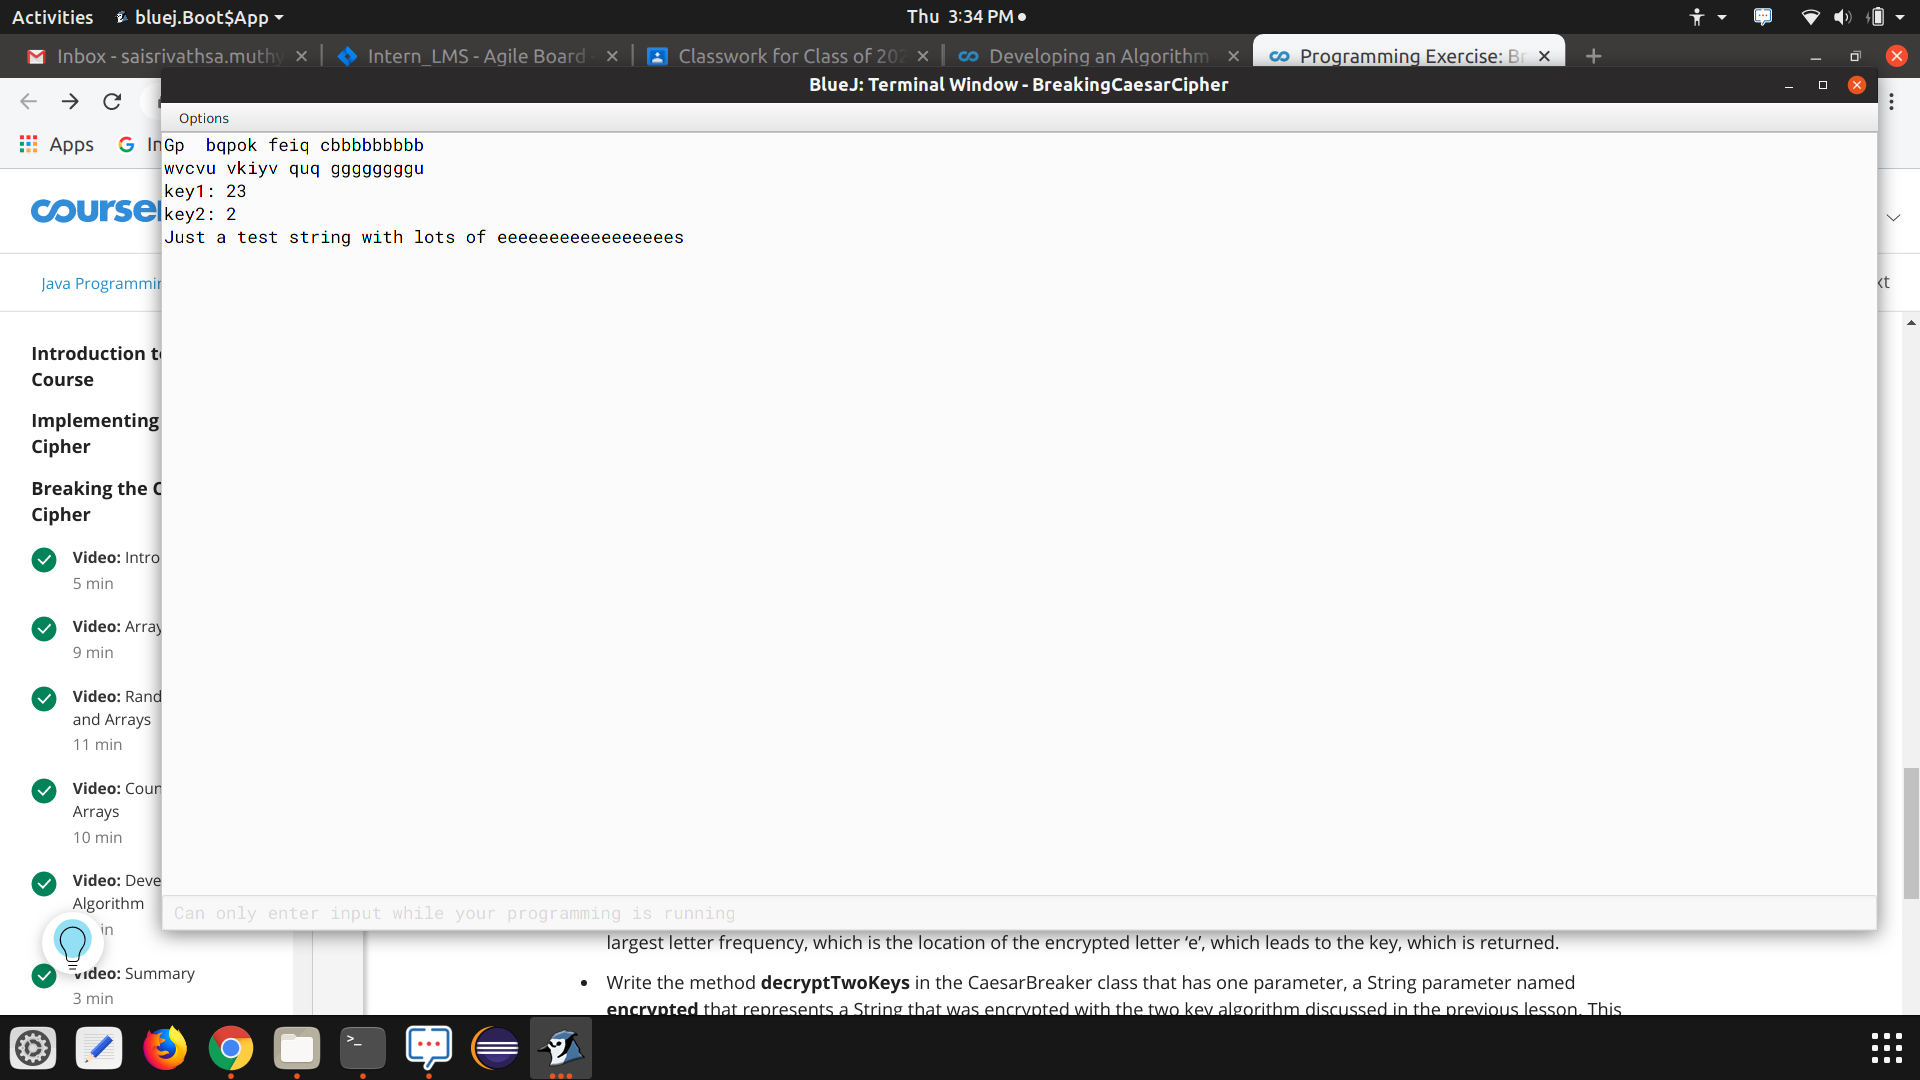 Activities bluej.Boot$App Thu 3:34 PM
Inbox - saisrivathsa.muthy Intern_LMS - Agile Board - Classwork for Class of 202 Developing an Algorithm Programming Exercise: Br
BlueJ: Terminal Window - BreakingCaesarCipher
Options
Apps
Gp  bqpok feiq cbbbbbbbbb
wvcvu vkiyv quq gggggggggu
key1: 23
key2: 2
Just a test string with lots of eeeeeeeeeeeeeeeeees
Can only enter input while your programming is running
Java Programmin
xt
Introduction to
Course
Implementing
Cipher
Breaking the C
Cipher
Video: Intro
5 min
Video: Array
9 min
Video: Rand
and Arrays
11 min
Video: Coun
Arrays
10 min
Video: Deve
Algorithm
in
Video: Summary
3 min
largest letter frequency, which is the location of the encrypted letter ‘e’, which leads to the key, which is returned.
• Write the method decryptTwoKeys in the CaesarBreaker class that has one parameter, a String parameter named
encrypted that represents a String that was encrypted with the two key algorithm discussed in the previous lesson. This